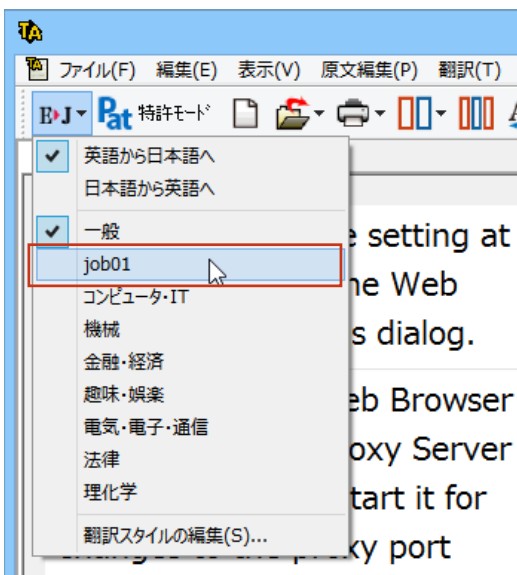 TA
ファイル(F) 編集(E) 表示(V) 原文編集(P) 翻訳(T)
E▸J Pat 特許モード
英語から日本語へ
日本語から英語へ
一般
setting at
job01
Web
コンピュータ・IT
機械
s dialog.
金融・経済
趣味・娯楽
eb Browser
電気・電子・通信
oxy Server
法律
理化学
tart it for
翻訳スタイルの編集(S)...
xy port